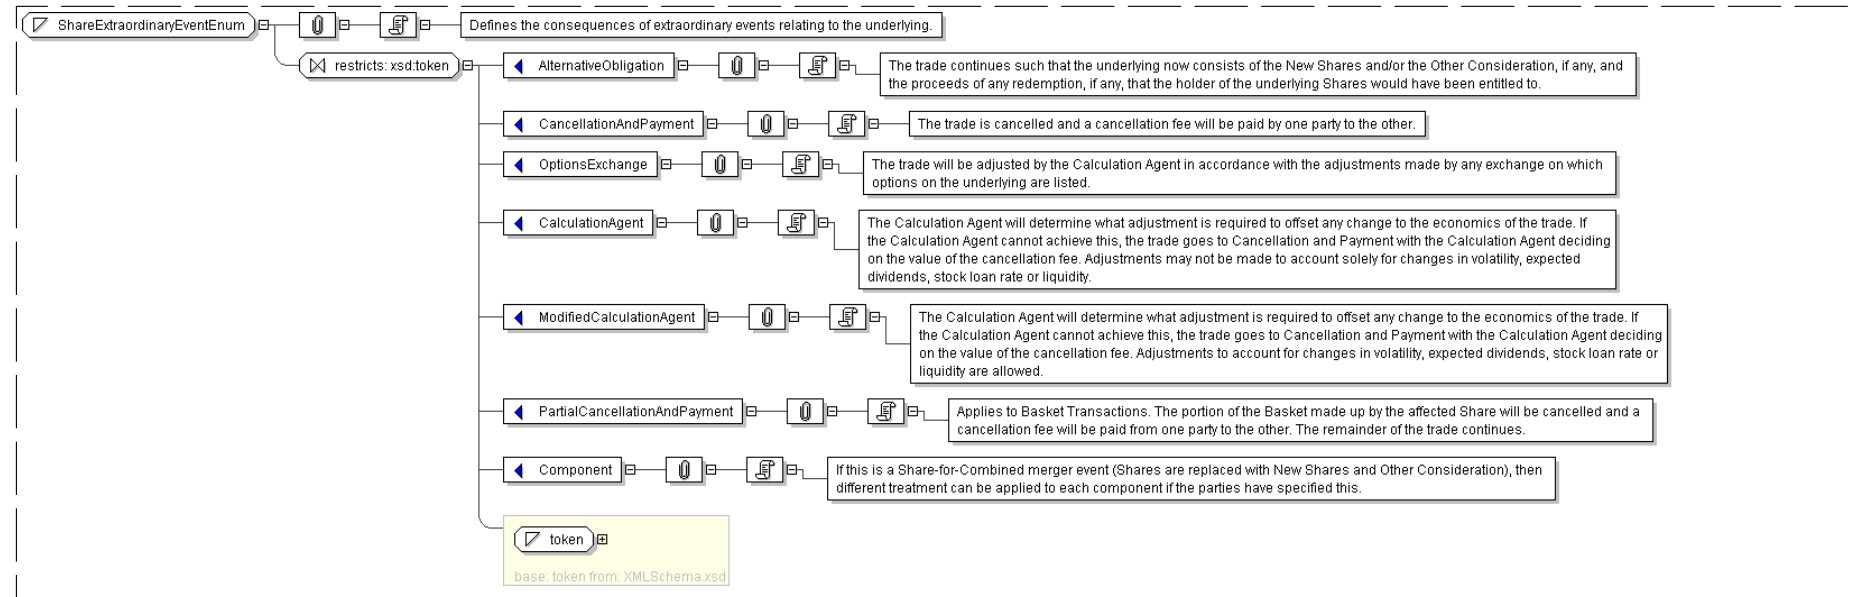 ShareExtraordinaryEventEnum
Defines the consequences of extraordinary events relating to the underlying.
restricts: xsd:token
AlternativeObligation
The trade continues such that the underlying now consists of the New Shares and/or the Other Consideration, if any, and
the proceeds of any redemption, if any, that the holder of the underlying Shares would have been entitled to.
CancellationAndPayment
The trade is cancelled and a cancellation fee will be paid by one party to the other.
OptionsExchange
The trade will be adjusted by the Calculation Agent in accordance with the adjustments made by any exchange on which
options on the underlying are listed.
CalculationAgent
The Calculation Agent will determine what adjustment is required to offset any change to the economics of the trade. If
the Calculation Agent cannot achieve this, the trade goes to Cancellation and Payment with the Calculation Agent deciding
on the value of the cancellation fee. Adjustments may not be made to account solely for changes in volatility, expected
dividends, stock loan rate or liquidity.
ModifiedCalculationAgent
The Calculation Agent will determine what adjustment is required to offset any change to the economics of the trade. If
the Calculation Agent cannot achieve this, the trade goes to Cancellation and Payment with the Calculation Agent deciding
on the value of the cancellation fee. Adjustments to account for changes in volatility, expected dividends, stock loan rate or
liquidity are allowed.
PartialCancellationAndPayment
Applies to Basket Transactions. The portion of the Basket made up by the affected Share will be cancelled and a
cancellation fee will be paid from one party to the other. The remainder of the trade continues.
Component
If this is a Share-for-Combined merger event (Shares are replaced with New Shares and Other Consideration), then
different treatment can be applied to each component if the parties have specified this.
token
base: token from: XMLSchema.xsd